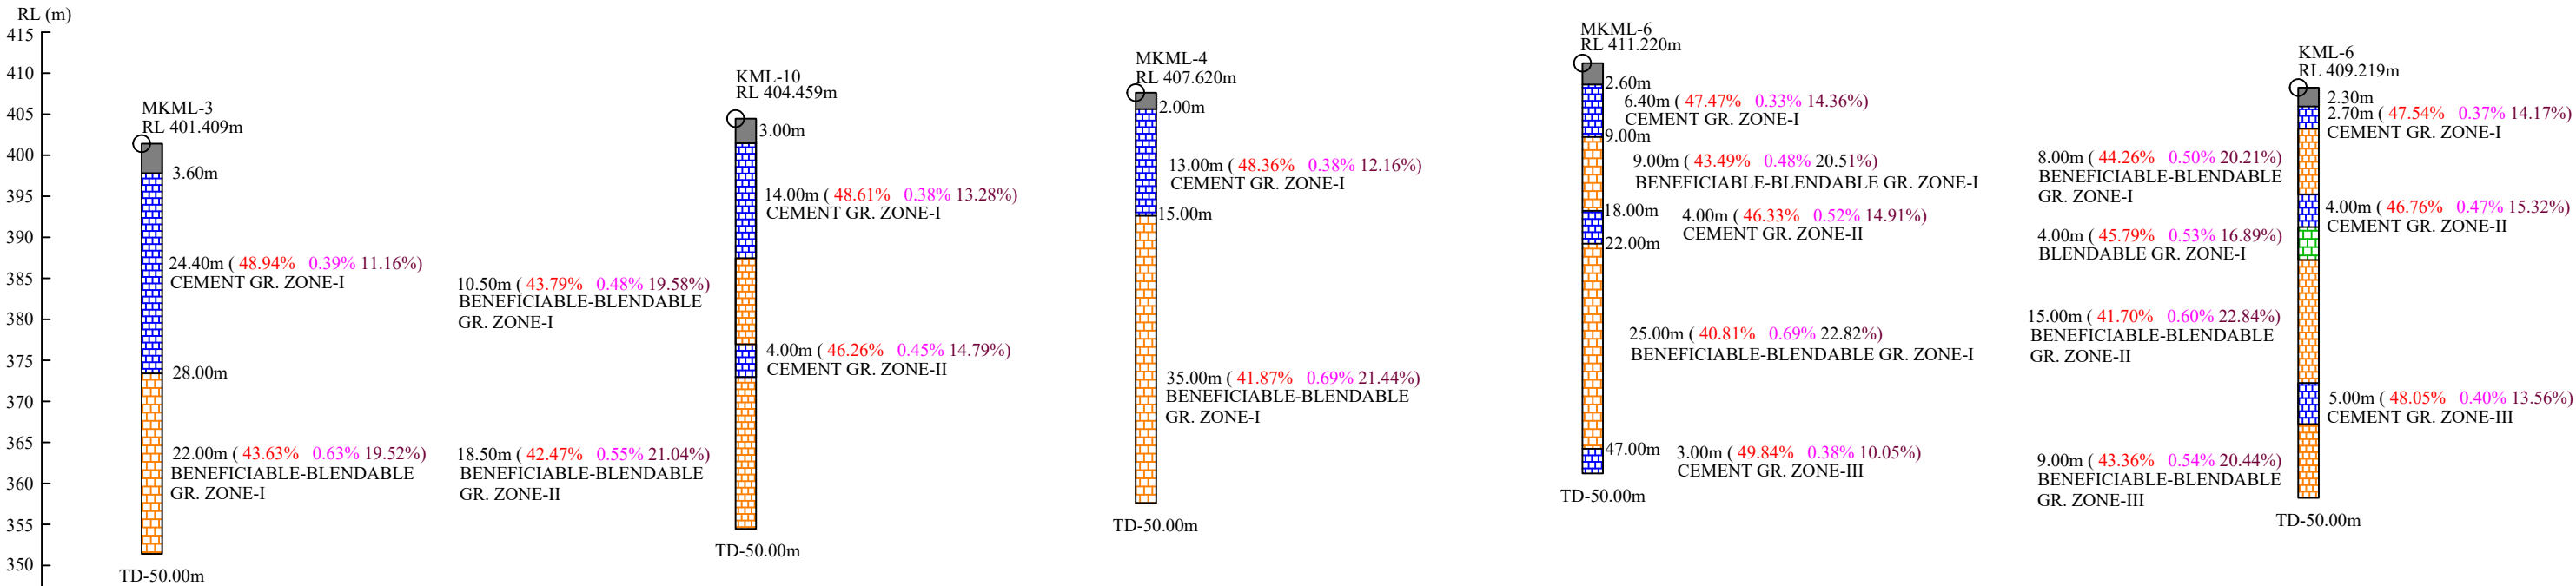 RL (m)
415
410
405
400
395
390
385
380
375
370
365
360
355
350
MKML-3
RL 401.409m
3.60m
24.40m ( 48.94% 0.39% 11.16%)
CEMENT GR. ZONE-I
28.00m
22.00m ( 43.63% 0.63% 19.52%)
BENEFICIABLE-BLENDABLE
GR. ZONE-I
TD-50.00m
KML-10
RL 404.459m
3.00m
14.00m ( 48.61% 0.38% 13.28%)
CEMENT GR. ZONE-I
10.50m ( 43.79% 0.48% 19.58%)
BENEFICIABLE-BLENDABLE
GR. ZONE-I
4.00m ( 46.26% 0.45% 14.79%)
CEMENT GR. ZONE-II
18.50m ( 42.47% 0.55% 21.04%)
BENEFICIABLE-BLENDABLE
GR. ZONE-II
TD-50.00m
MKML-4
RL 407.620m
2.00m
13.00m ( 48.36% 0.38% 12.16%)
CEMENT GR. ZONE-I
15.00m
35.00m ( 41.87% 0.69% 21.44%)
BENEFICIABLE-BLENDABLE
GR. ZONE-I
TD-50.00m
MKML-6
RL 411.220m
2.60m
6.40m ( 47.47% 0.33% 14.36%)
CEMENT GR. ZONE-I
9.00m
9.00m ( 43.49% 0.48% 20.51%)
BENEFICIABLE-BLENDABLE GR. ZONE-I
18.00m
4.00m ( 46.33% 0.52% 14.91%)
CEMENT GR. ZONE-II
22.00m
25.00m ( 40.81% 0.69% 22.82%)
BENEFICIABLE-BLENDABLE GR. ZONE-I
47.00m
3.00m ( 49.84% 0.38% 10.05%)
CEMENT GR. ZONE-III
TD-50.00m
KML-6
RL 409.219m
2.30m
2.70m ( 47.54% 0.37% 14.17%)
CEMENT GR. ZONE-I
8.00m ( 44.26% 0.50% 20.21%)
BENEFICIABLE-BLENDABLE
GR. ZONE-I
4.00m ( 46.76% 0.47% 15.32%)
CEMENT GR. ZONE-II
4.00m ( 45.79% 0.53% 16.89%)
BLENDABLE GR. ZONE-I
15.00m ( 41.70% 0.60% 22.84%)
BENEFICIABLE-BLENDABLE
GR. ZONE-II
5.00m ( 48.05% 0.40% 13.56%)
CEMENT GR. ZONE-III
9.00m ( 43.36% 0.54% 20.44%)
BENEFICIABLE-BLENDABLE
GR. ZONE-III
TD-50.00m